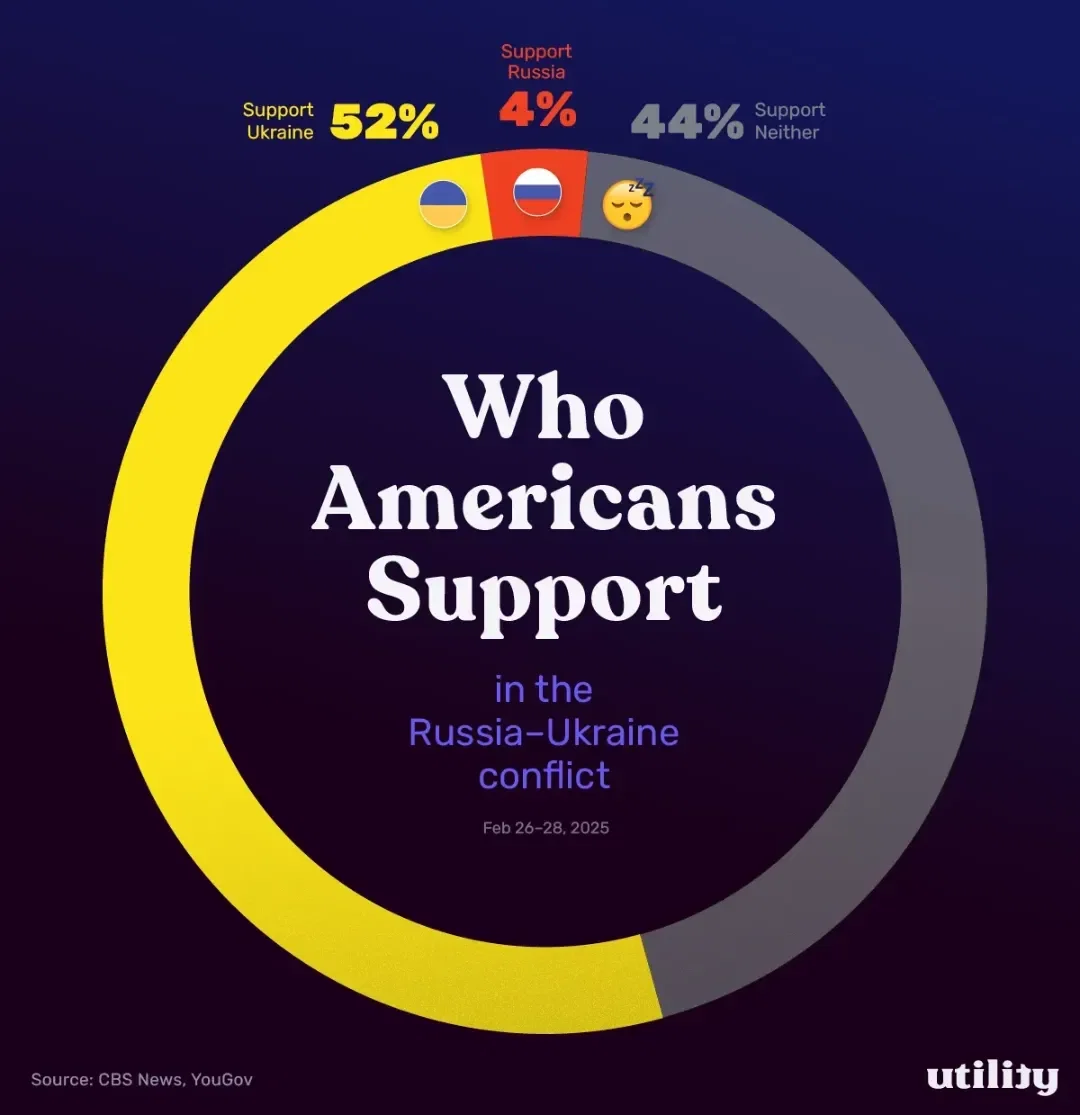 Support
Russia
4%
Support
Ukraine
52%
44%
Support
Neither
zzZ
Who
Americans
Support
in the
Russia–Ukraine
conflict
Feb 26–28, 2025
Source: CBS News, YouGov
utility